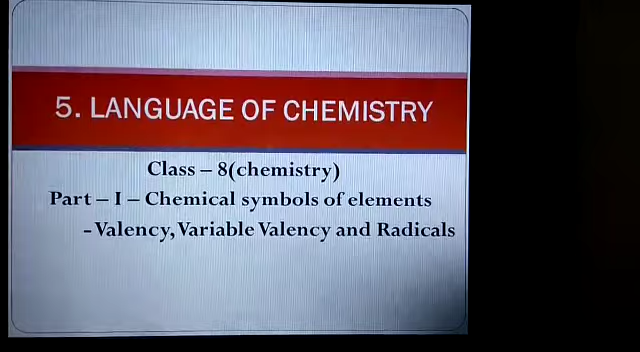 5. LANGUAGE OF CHEMISTRY
Class – 8(chemistry)
Part – I – Chemical symbols of elements
- Valency, Variable Valency and Radicals